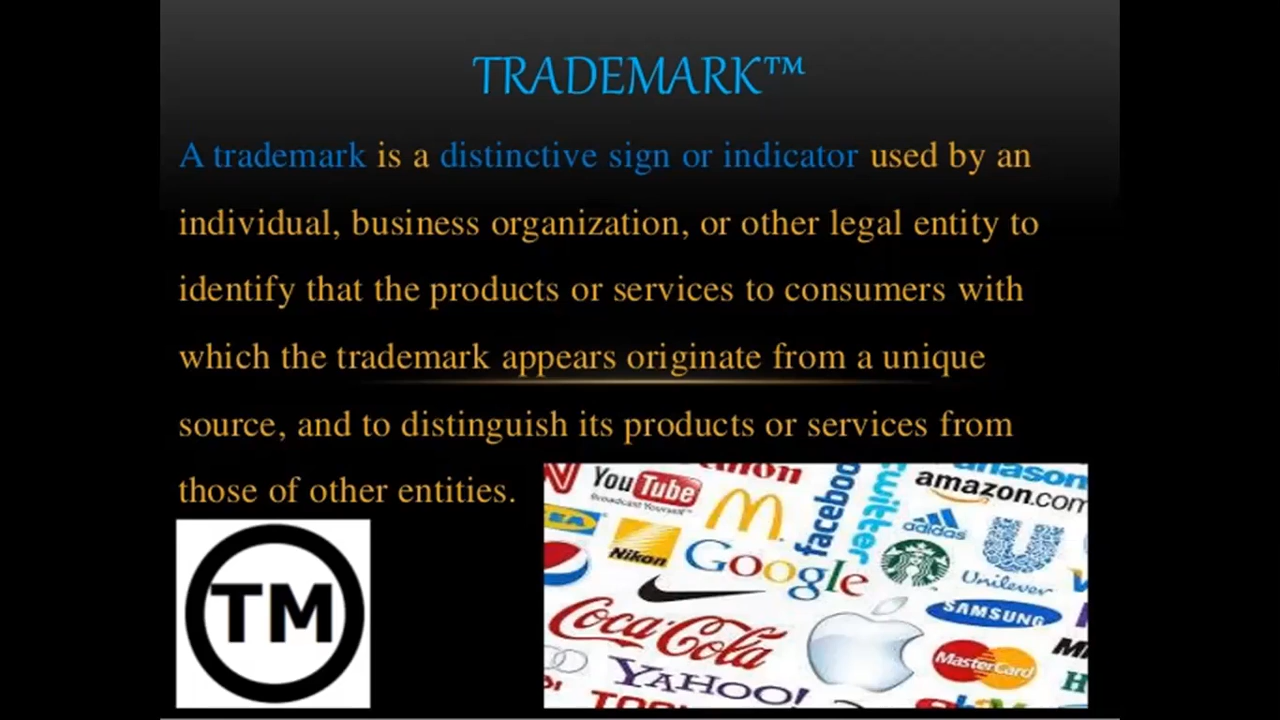 TRADEMARK™
A trademark is a distinctive sign or indicator used by an
individual, business organization, or other legal entity to
identify that the products or services to consumers with
which the trademark appears originate from a unique
source, and to distinguish its products or services from
those of other entities.
TM
YouTube
Broadcast Yourself™
facebook
twitter
amazon.com
adidas
Nikon
Google
Unilever
SAMSUNG
Coca-Cola
MasterCard
YAHOO!